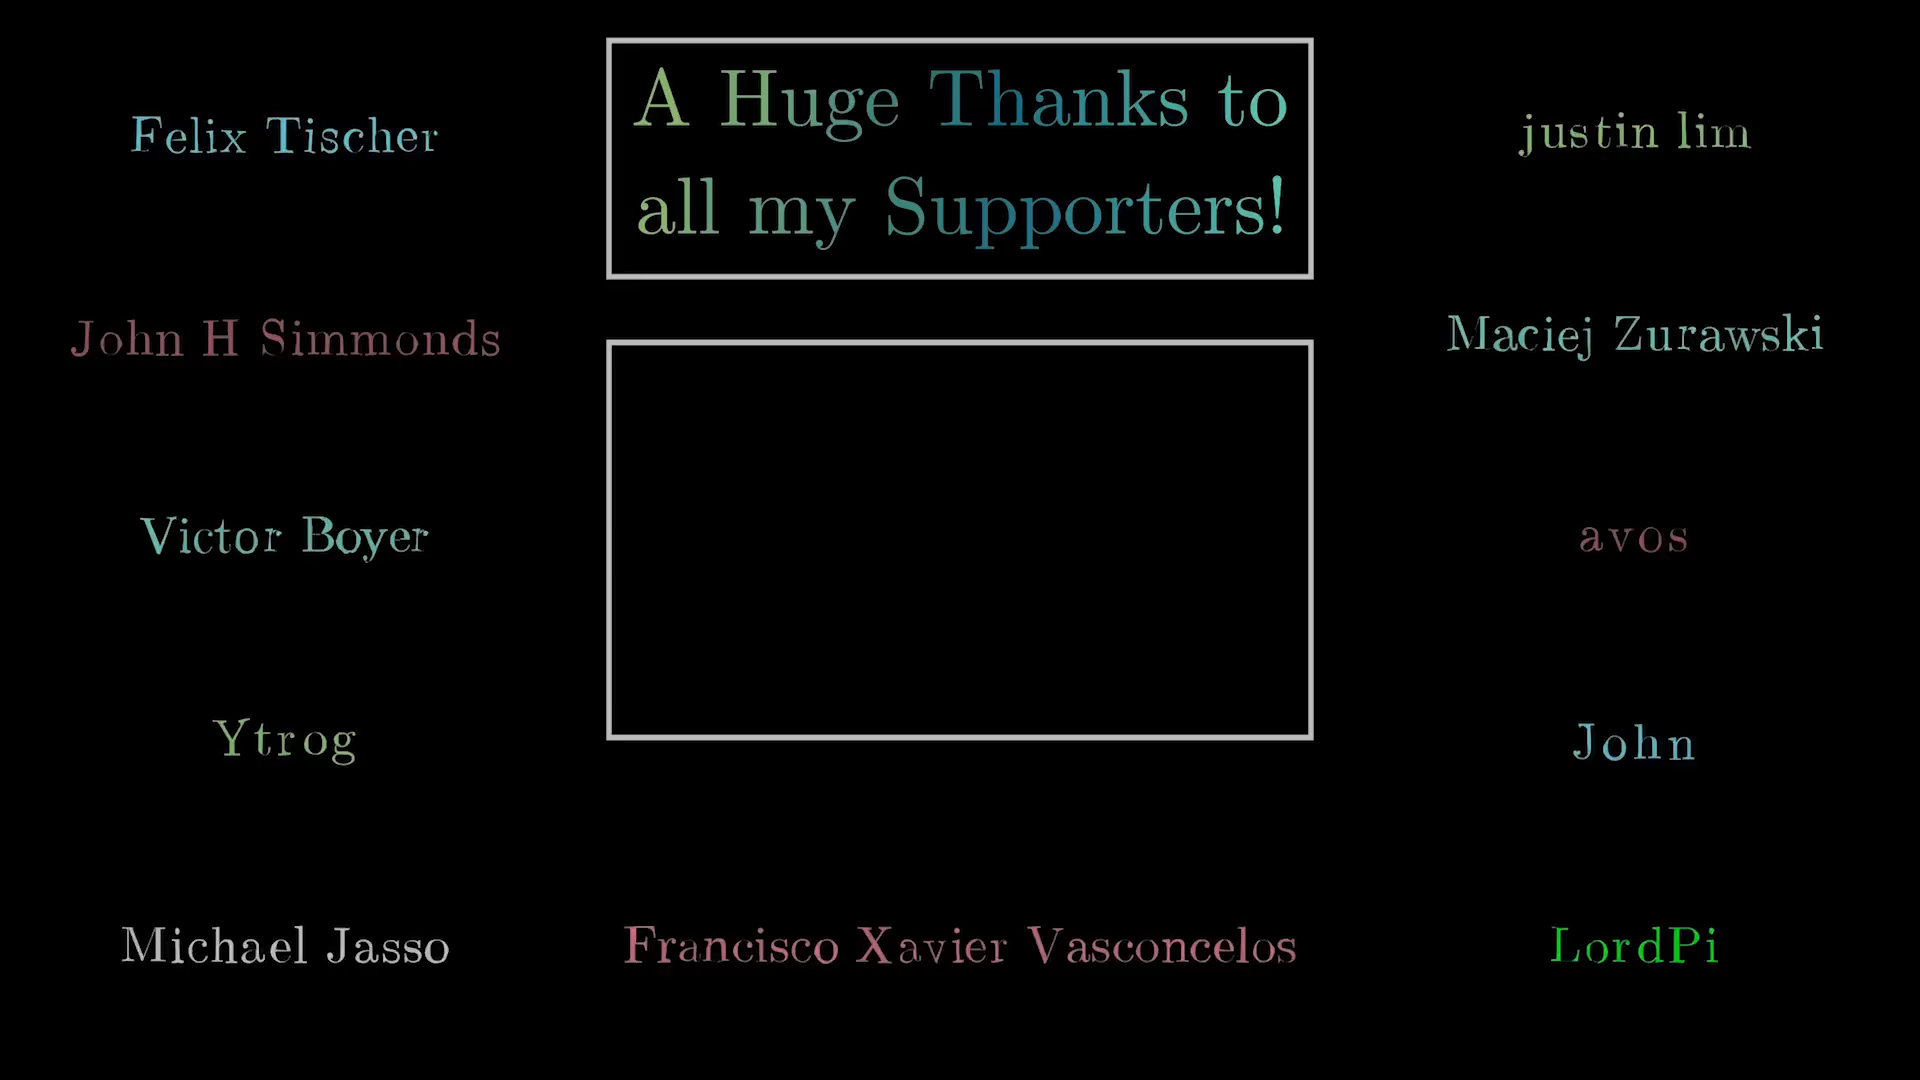 A Huge Thanks to
all my Supporters!
Felix Tischer
justin lim
John H Simmonds
Maciej Zurawski
Victor Boyer
avos
Ytrog
John
Michael Jasso
Francisco Xavier Vasconcelos
LordPi